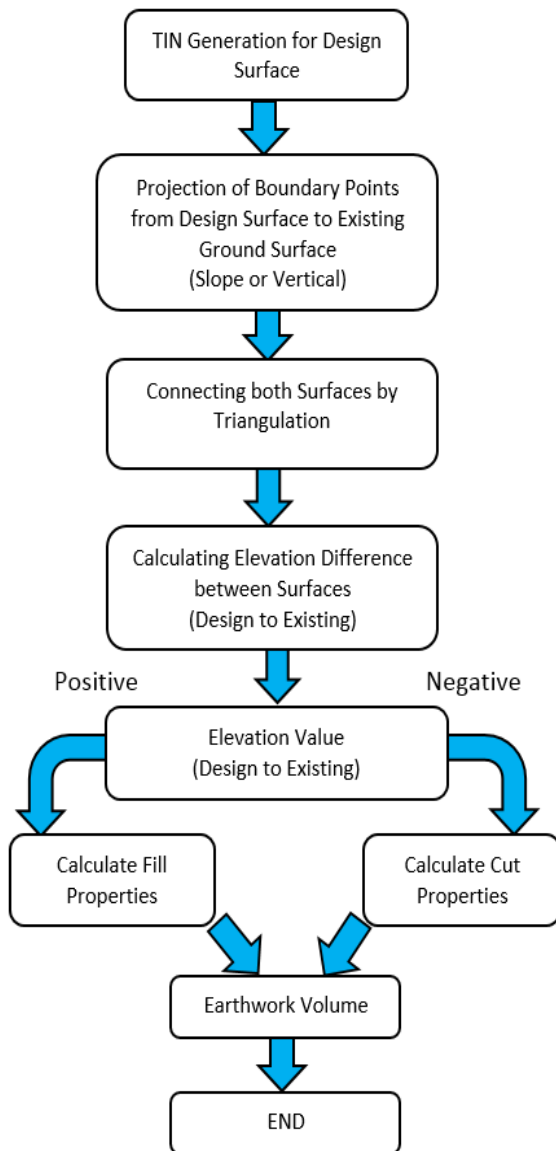 TIN Generation for Design
Surface
Projection of Boundary Points
from Design Surface to Existing
Ground Surface
(Slope or Vertical)
Connecting both Surfaces by
Triangulation
Calculating Elevation Difference
between Surfaces
(Design to Existing)
Positive
Negative
Elevation Value
(Design to Existing)
Calculate Fill
Properties
Calculate Cut
Properties
Earthwork Volume
END